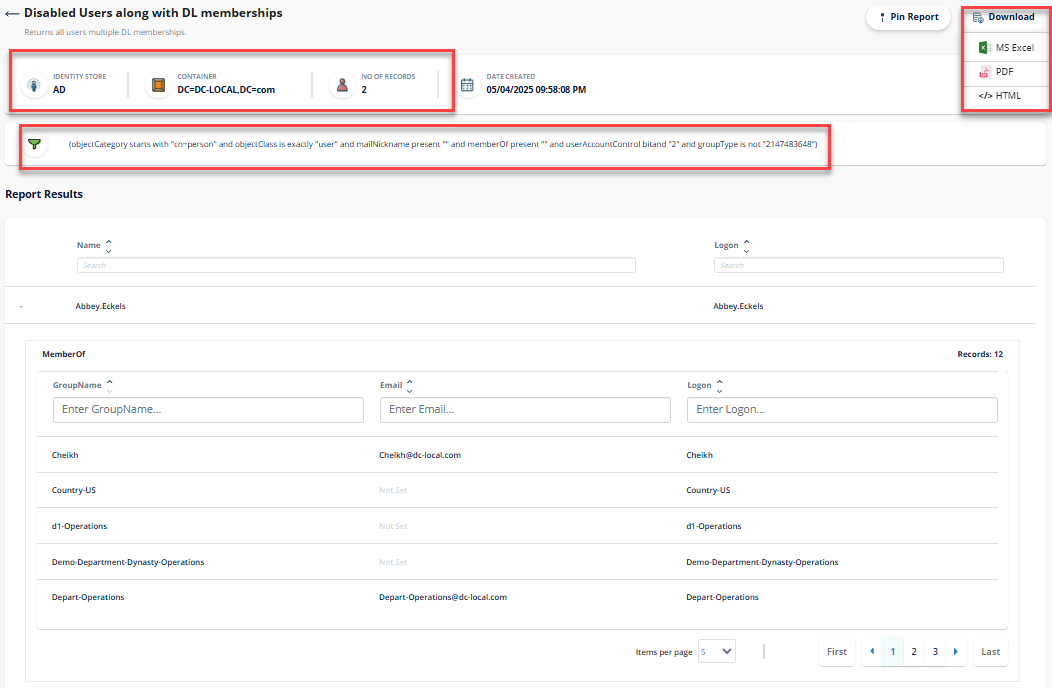 Disabled Users along with DL memberships
Returns all users multiple DL memberships.
Pin Report
Download
MS Excel
PDF
</> HTML
IDENTITY STORE
AD
CONTAINER
DC=DC-LOCAL,DC=com
NO OF RECORDS
2
DATE CREATED
05/04/2025 09:58:08 PM
(objectCategory starts with "cn=person" and objectClass is exactly "user" and mailNickname present "" and memberOf present "" and userAccountControl bitand "2" and groupType is not "2147483648")
Report Results
Name Logon
Search Search
- Abbey.Eckels Abbey.Eckels
MemberOf Records: 12
GroupName Email Logon
Enter GroupName... Enter Email... Enter Logon...
Cheikh Cheikh@dc-local.com Cheikh
Country-US Not Set Country-US
d1-Operations Not Set d1-Operations
Demo-Department-Dynasty-Operations Not Set Demo-Department-Dynasty-Operations
Depart-Operations Depart-Operations@dc-local.com Depart-Operations
Items per page 5 First 1 2 3 Last